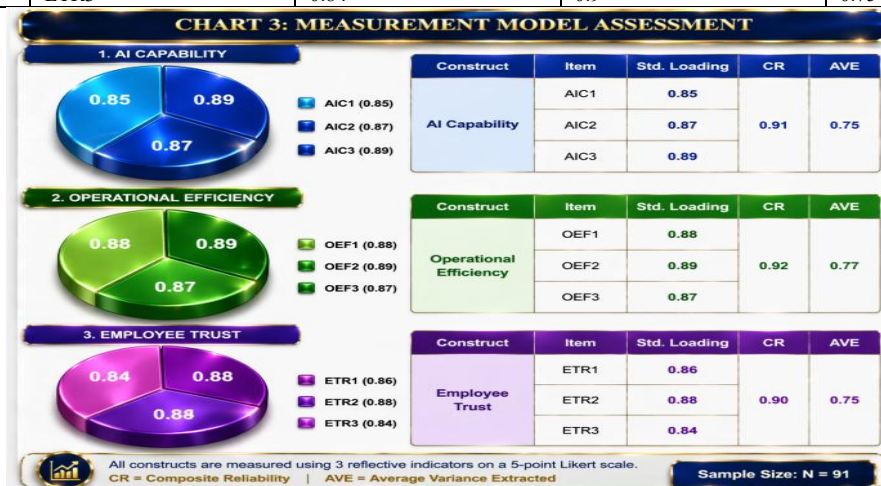 CHART 3: MEASUREMENT MODEL ASSESSMENT
1. AI CAPABILITY
0.85
0.89
0.87
AIC1 (0.85)
AIC2 (0.87)
AIC3 (0.89)
Construct Item Std. Loading CR AVE
AI Capability
AIC1 0.85
AIC2 0.87 0.91 0.75
AIC3 0.89
2. OPERATIONAL EFFICIENCY
0.88
0.89
0.87
OEF1 (0.88)
OEF2 (0.89)
OEF3 (0.87)
Construct Item Std. Loading CR AVE
Operational
Efficiency
OEF1 0.88
OEF2 0.89 0.92 0.77
OEF3 0.87
3. EMPLOYEE TRUST
0.84
0.88
0.88
ETR1 (0.86)
ETR2 (0.88)
ETR3 (0.84)
Construct Item Std. Loading CR AVE
Employee
Trust
ETR1 0.86
ETR2 0.88 0.90 0.75
ETR3 0.84
All constructs are measured using 3 reflective indicators on a 5-point Likert scale.
CR = Composite Reliability | AVE = Average Variance Extracted
Sample Size: N = 91